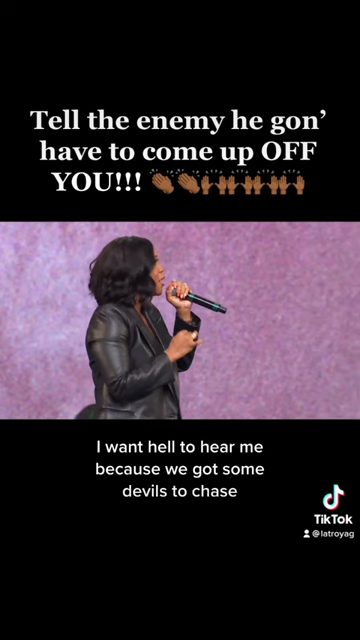 Tell the enemy he gon’
have to come up OFF
YOU!!! 👏🏾👏🏾🙌🏾🙌🏾🙌🏾🙌🏾
I want hell to hear me
because we got some
devils to chase
TikTok
@latroyag